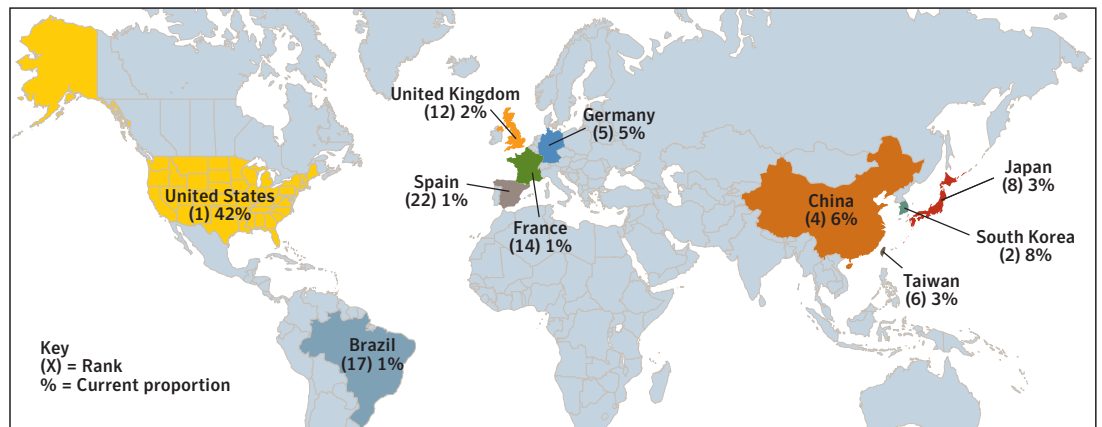 United Kingdom
(12) 2%
Germany
(5) 5%
Spain
(22) 1%
France
(14) 1%
United States
(1) 42%
China
(4) 6%
Japan
(8) 3%
South Korea
(2) 8%
Taiwan
(6) 3%
Brazil
(17) 1%
Key
(X) = Rank
% = Current proportion